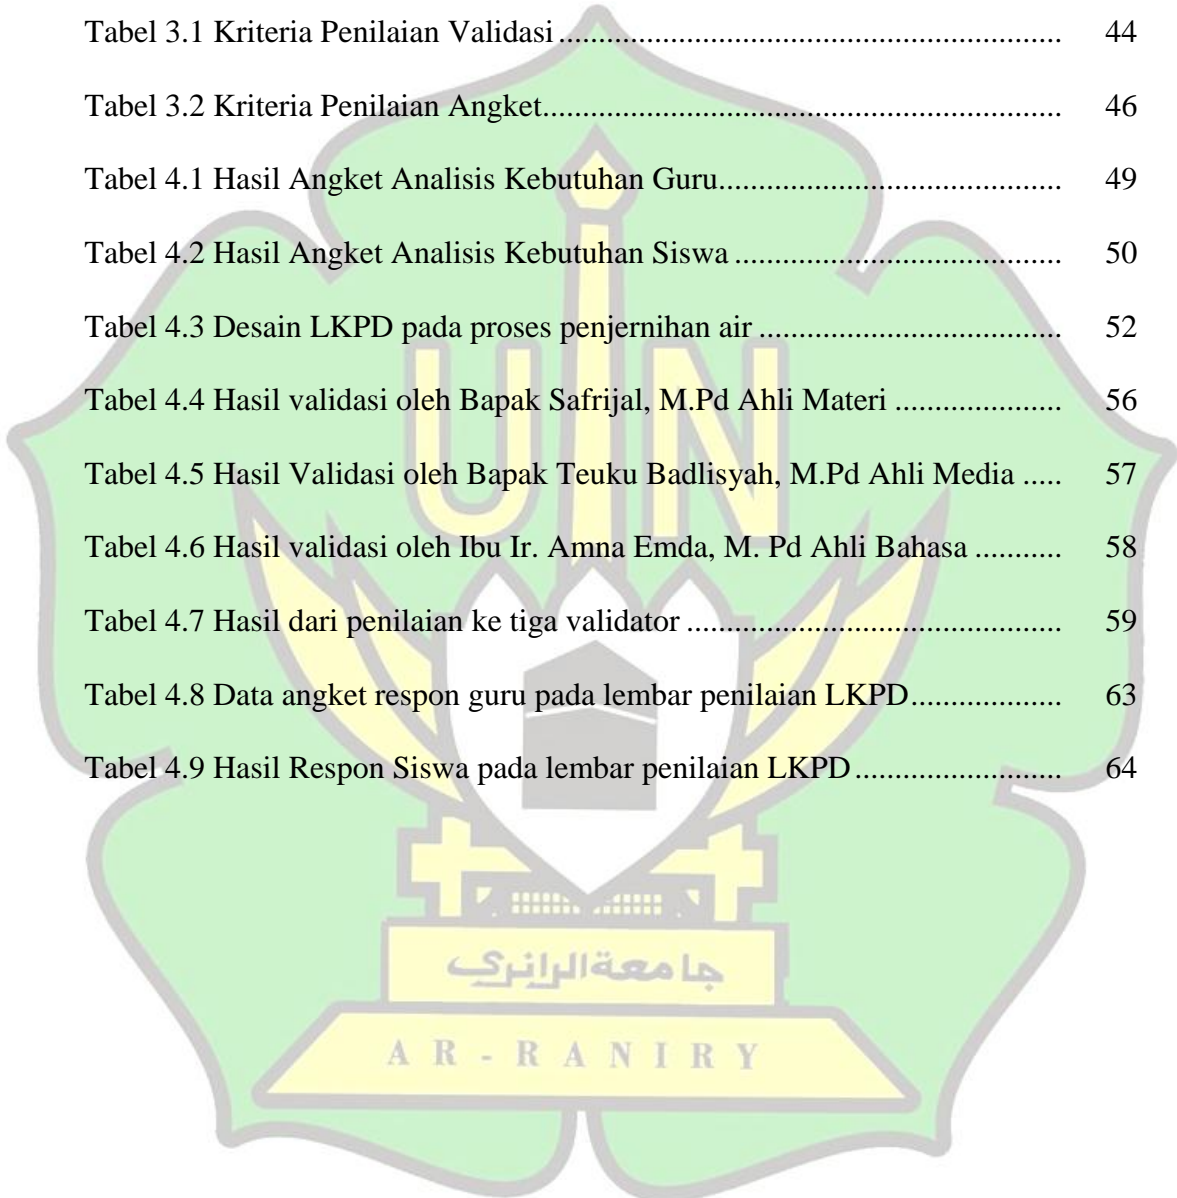 Tabel 3.1 Kriteria Penilaian Validasi ............................................................ 44
Tabel 3.2 Kriteria Penilaian Angket.............................................................. 46
Tabel 4.1 Hasil Angket Analisis Kebutuhan Guru......................................... 49
Tabel 4.2 Hasil Angket Analisis Kebutuhan Siswa ....................................... 50
Tabel 4.3 Desain LKPD pada proses penjernihan air .................................... 52
Tabel 4.4 Hasil validasi oleh Bapak Safrijal, M.Pd Ahli Materi .................... 56
Tabel 4.5 Hasil Validasi oleh Bapak Teuku Badlisyah, M.Pd Ahli Media ..... 57
Tabel 4.6 Hasil validasi oleh Ibu Ir. Amna Emda, M. Pd Ahli Bahasa ........... 58
Tabel 4.7 Hasil dari penilaian ke tiga validator ............................................. 59
Tabel 4.8 Data angket respon guru pada lembar penilaian LKPD.................. 63
Tabel 4.9 Hasil Respon Siswa pada lembar penilaian LKPD ......................... 64
UIN
جامعة الرانري
AR-RANIRY